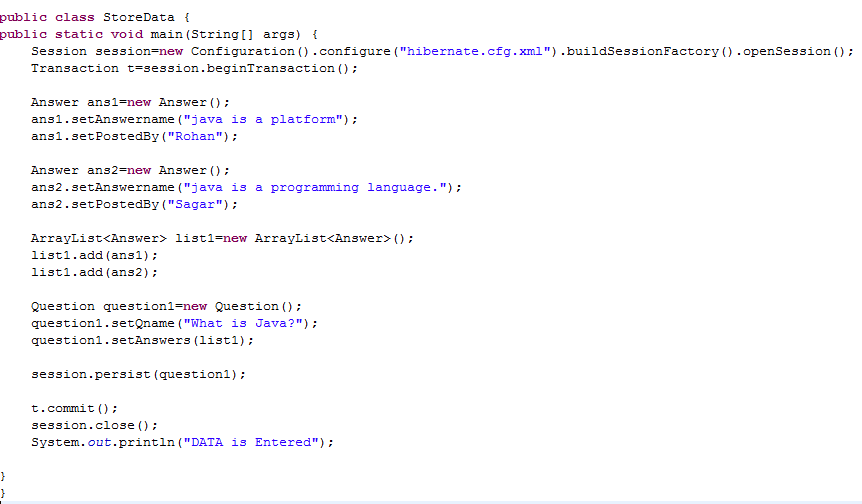 public class StoreData {
public static void main(String[] args) {
    Session session=new Configuration().configure("hibernate.cfg.xml").buildSessionFactory().openSession();
    Transaction t=session.beginTransaction();

    Answer ans1=new Answer();
    ans1.setAnswername("java is a platform");
    ans1.setPostedBy("Rohan");

    Answer ans2=new Answer();
    ans2.setAnswername("java is a programming language.");
    ans2.setPostedBy("Sagar");

    ArrayList<Answer> list1=new ArrayList<Answer>();
    list1.add(ans1);
    list1.add(ans2);

    Question question1=new Question();
    question1.setQname("What is Java?");
    question1.setAnswers(list1);

    session.persist(question1);

    t.commit();
    session.close();
    System.out.println("DATA is Entered");

}
}